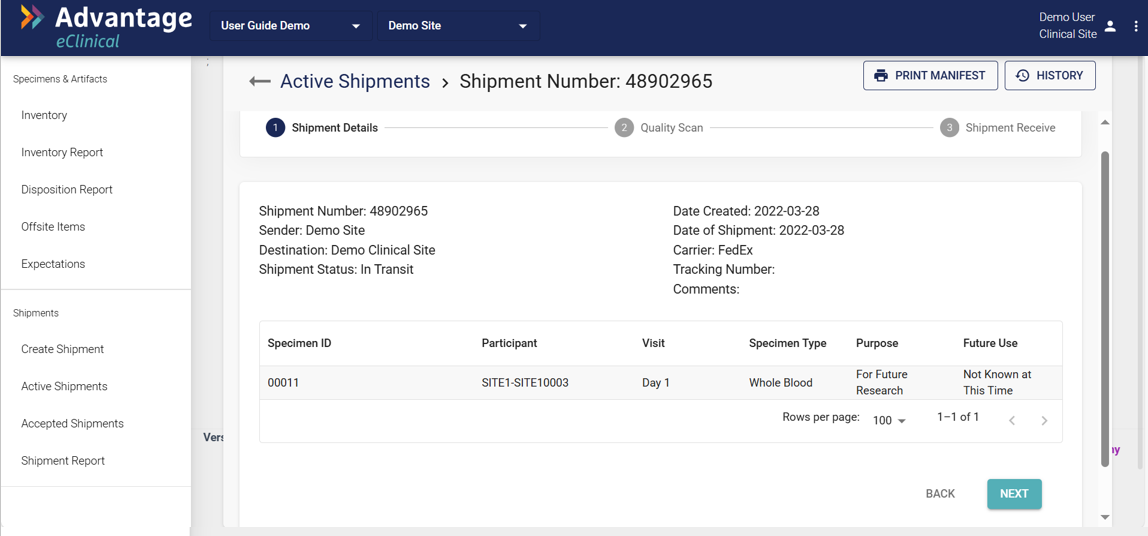 Advantage
eClinical
User Guide Demo
Demo Site
Demo User
Clinical Site
Specimens & Artifacts
Inventory
Inventory Report
Disposition Report
Offsite Items
Expectations
Shipments
Create Shipment
Active Shipments
Accepted Shipments
Shipment Report
Active Shipments › Shipment Number: 48902965
PRINT MANIFEST
HISTORY
1 Shipment Details
2 Quality Scan
3 Shipment Receive
Shipment Number: 48902965
Sender: Demo Site
Destination: Demo Clinical Site
Shipment Status: In Transit
Date Created: 2022-03-28
Date of Shipment: 2022-03-28
Carrier: FedEx
Tracking Number:
Comments:
Specimen ID Participant Visit Specimen Type Purpose Future Use
00011 SITE1-SITE10003 Day 1 Whole Blood For Future Research Not Known at This Time
Rows per page: 100 1–1 of 1
Vers
BACK
NEXT